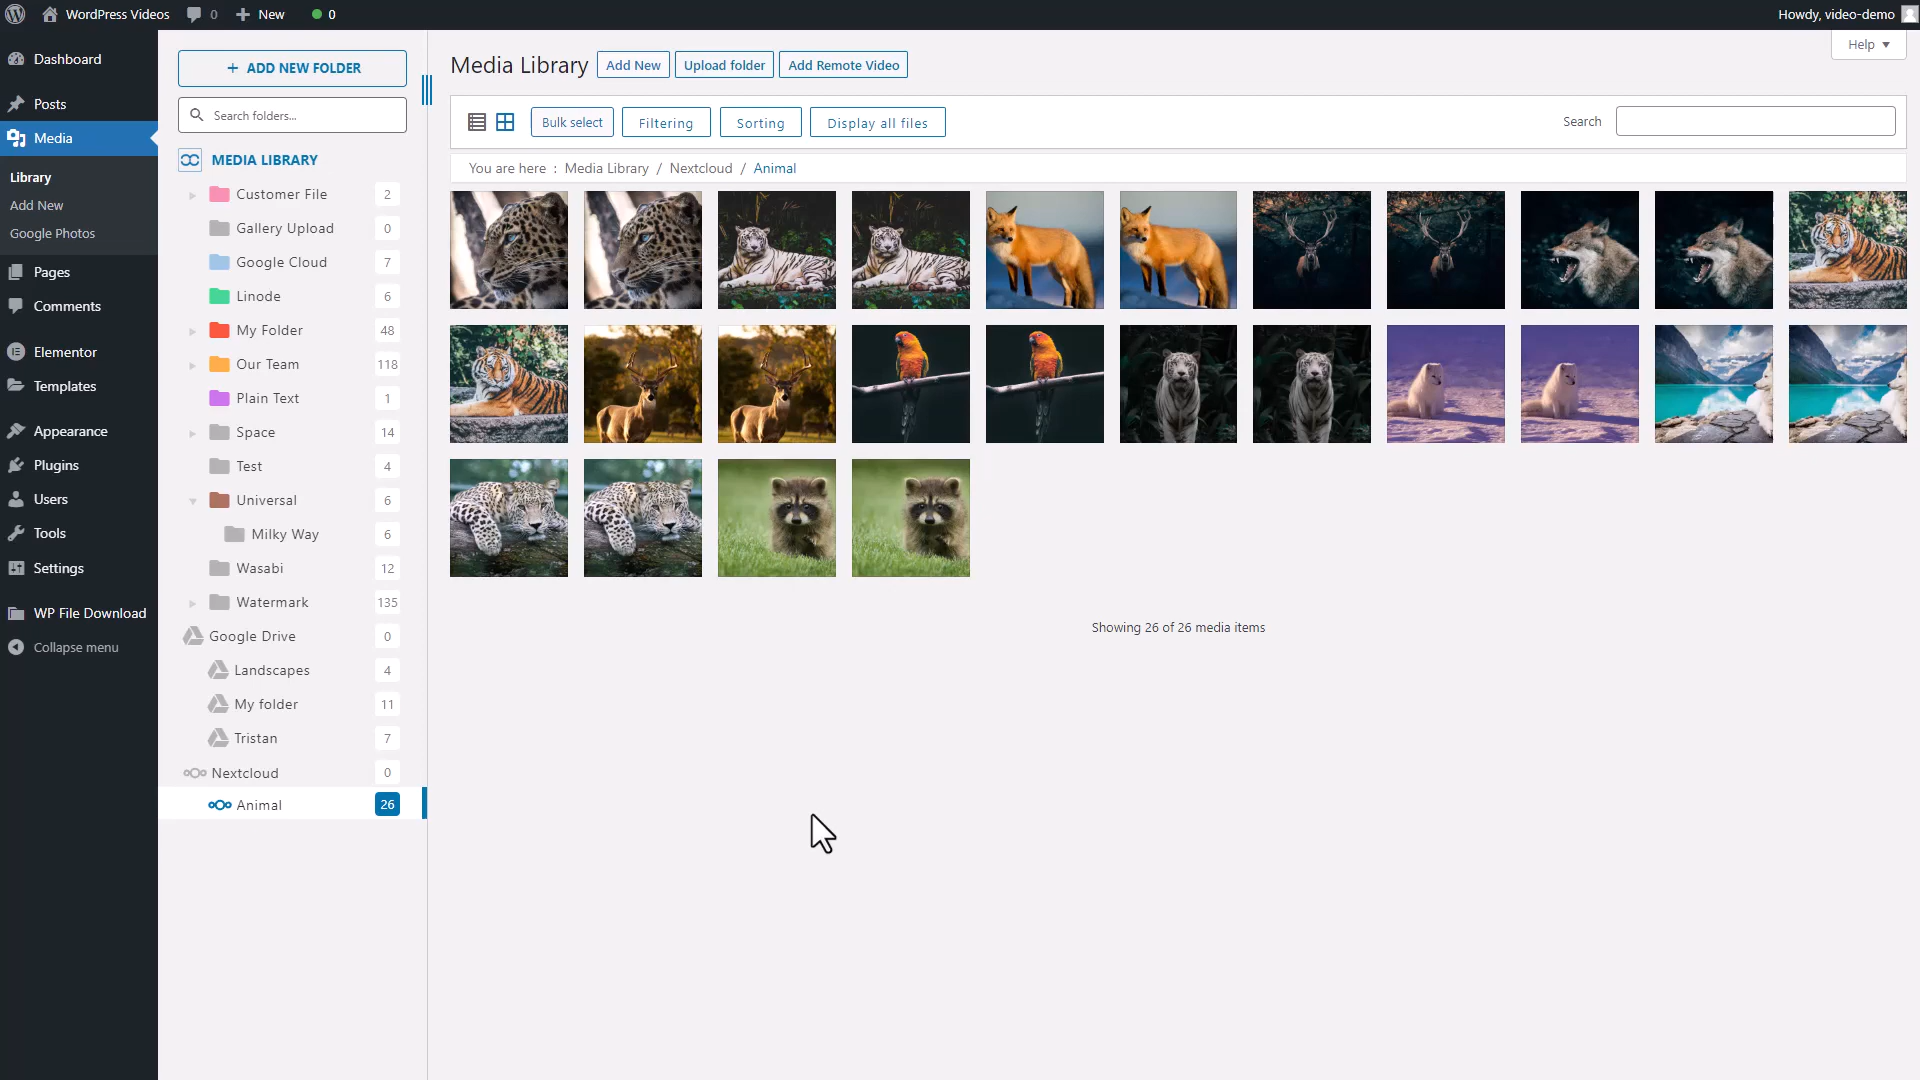 WordPress Videos 0 New 0 Howdy, video-demo
Help
Dashboard
Posts
Media
Library
Add New
Google Photos
Pages
Comments
Elementor
Templates
Appearance
Plugins
Users
Tools
Settings
WP File Download
Collapse menu
+ ADD NEW FOLDER
Search folders...
MEDIA LIBRARY
Customer File 2
Gallery Upload 0
Google Cloud 7
Linode 6
My Folder 48
Our Team 118
Plain Text 1
Space 14
Test 4
Universal 6
Milky Way 6
Wasabi 12
Watermark 135
Google Drive 0
Landscapes 4
My folder 11
Tristan 7
Nextcloud 0
Animal 26
Media Library Add New Upload folder Add Remote Video
Bulk select Filtering Sorting Display all files Search
You are here : Media Library / Nextcloud / Animal
Showing 26 of 26 media items